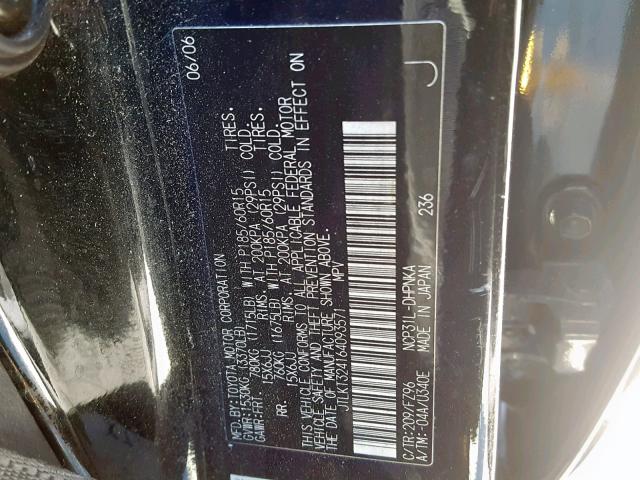 MFD.BY:TOYOTA MOTOR CORPORATION 06/06
GVWR:1530KG (3370LB)
GAWR:FRT. 780KG (1715LB) WITH P185/60R15 TIRES.
15X6JJ RIMS. AT 200KPA (29PSI) COLD.
RR. 762KG (1675LB) WITH P185/60R15 TIRES.
15X6JJ RIMS. AT 200KPA (29PSI) COLD.
THIS VEHICLE CONFORMS TO ALL APPLICABLE FEDERAL MOTOR
VEHICLE SAFETY AND THEFT PREVENTION STANDARDS IN EFFECT ON
THE DATE OF MANUFACTURE SHOWN ABOVE.
JTLKT324164093571 MPV
J
236
C/TR:209/FZ96 NCP31L-DHPNKA
A/TM:-04A/U340E MADE IN JAPAN